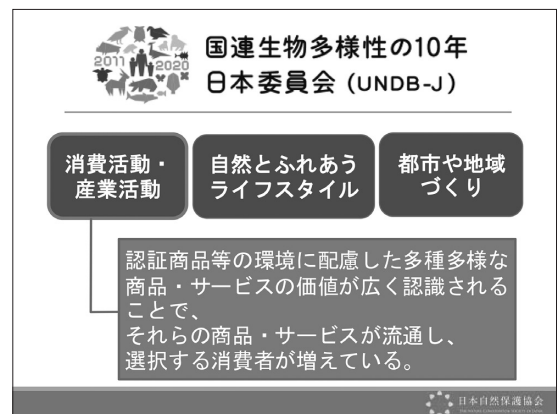 2011 2020
国連生物多様性の10年
日本委員会 (UNDB-J)
消費活動・
産業活動
自然とふれあう
ライフスタイル
都市や地域
づくり
認証商品等の環境に配慮した多種多様な
商品・サービスの価値が広く認識される
ことで、
それらの商品・サービスが流通し、
選択する消費者が増えている。
日本自然保護協会